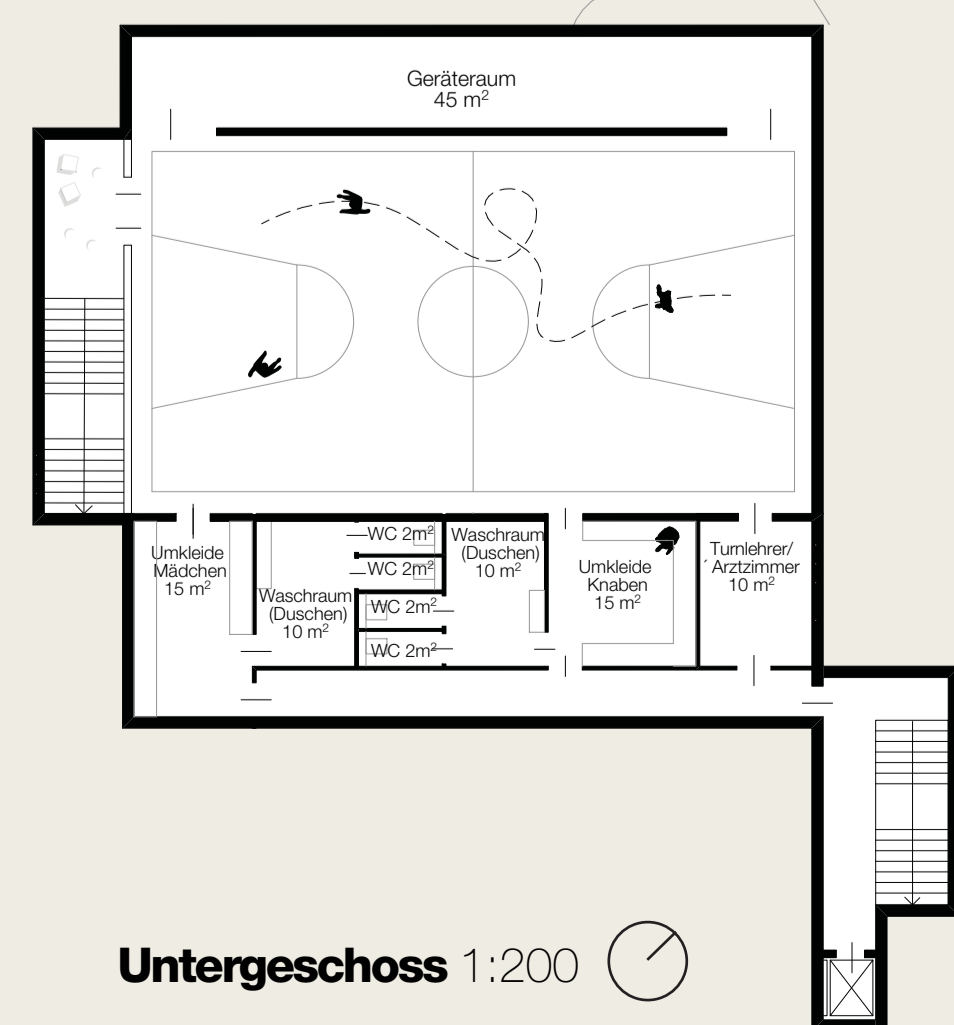 Geräteraum
45 m²
Umkleide
Mädchen
15 m²
Waschraum
(Duschen)
10 m²
WC 2m²
WC 2m²
WC 2m²
WC 2m²
Waschraum
(Duschen)
10 m²
Umkleide
Knaben
15 m²
Turnlehrer/
Arztzimmer
10 m²
Untergeschoss 1:200